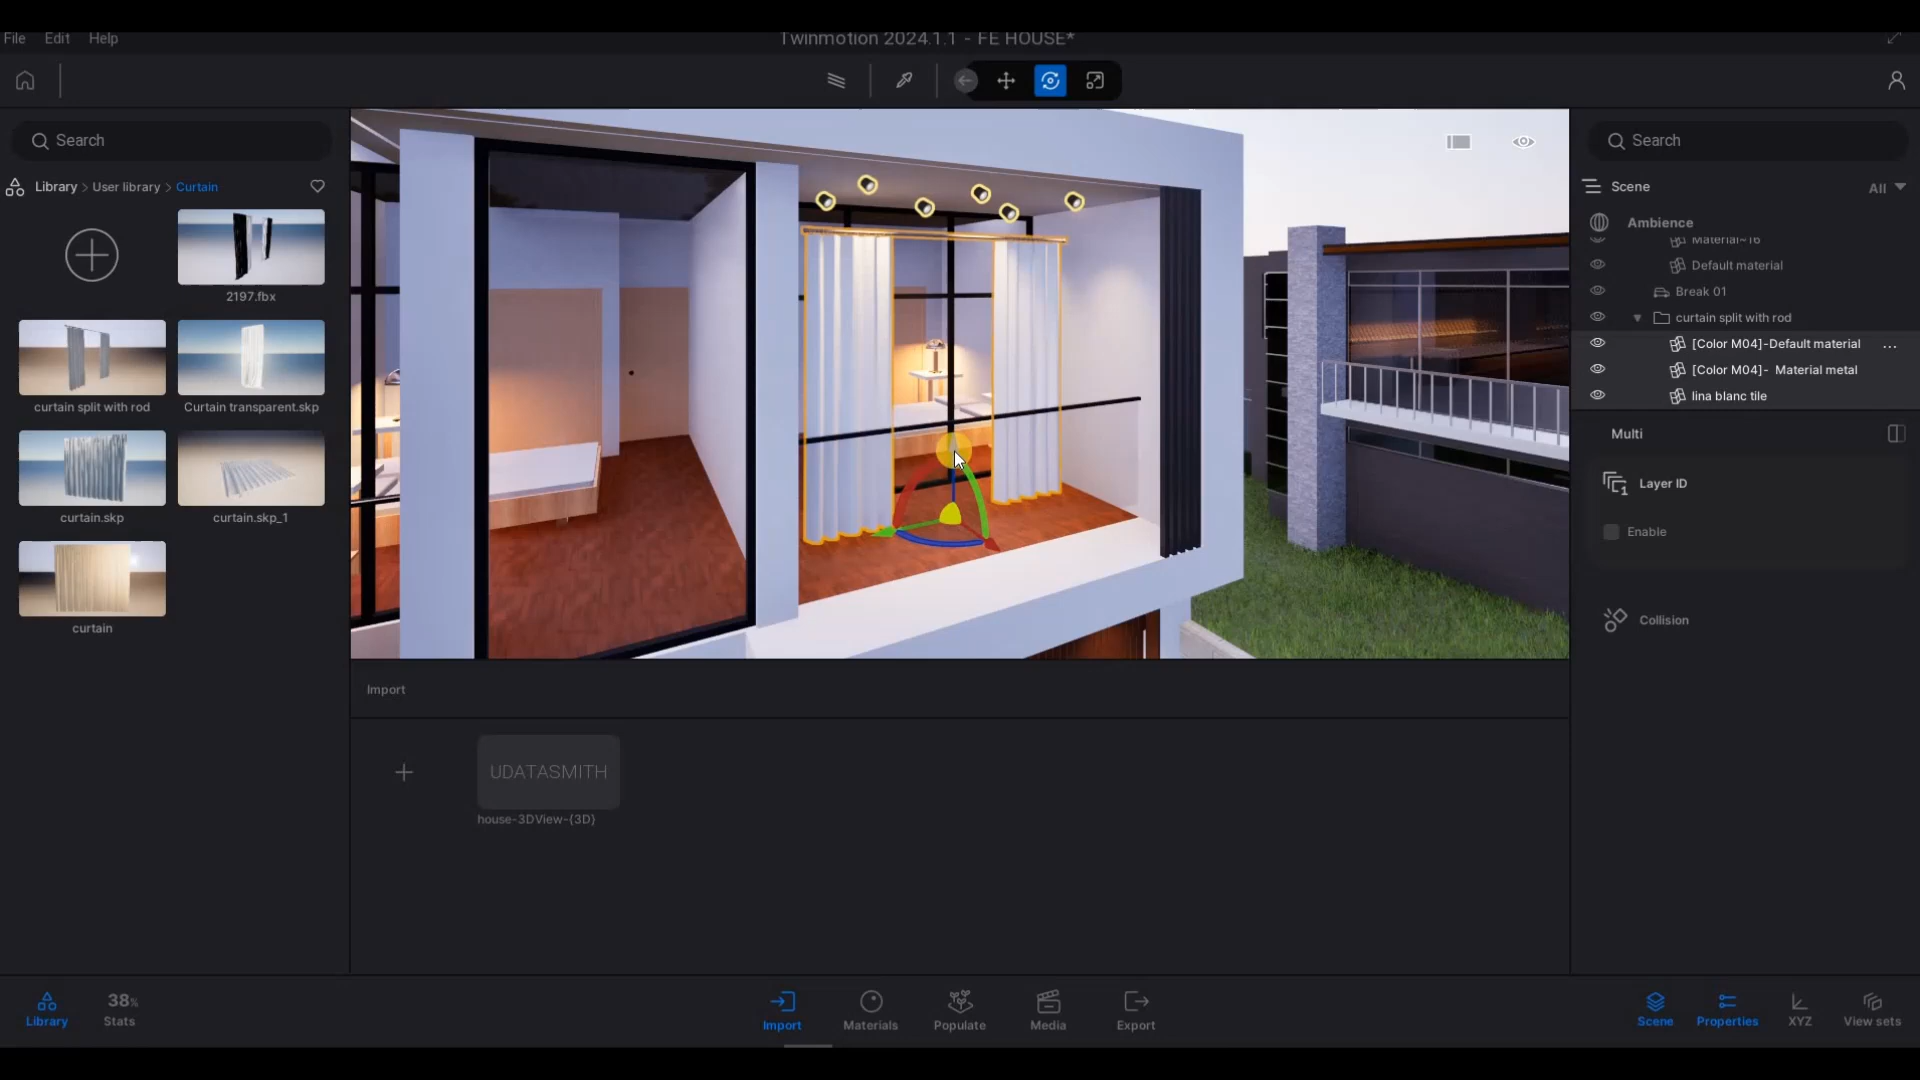 File Edit Help
Twinmotion 2024.1.1 - FE HOUSE*
Search
Library > User library > Curtain
2197.fbx
curtain split with rod
Curtain transparent.skp
curtain.skp
curtain.skp_1
curtain
Search
Scene
All
Ambience
Material~16
Default material
Break 01
curtain split with rod
[Color M04]-Default material ...
[Color M04]- Material metal
lina blanc tile
Multi
Layer ID
Enable
Collision
Import
UDATASMITH
house-3DView-{3D}
Library
38%
Stats
Import
Materials
Populate
Media
Export
Scene
Properties
XYZ
View sets